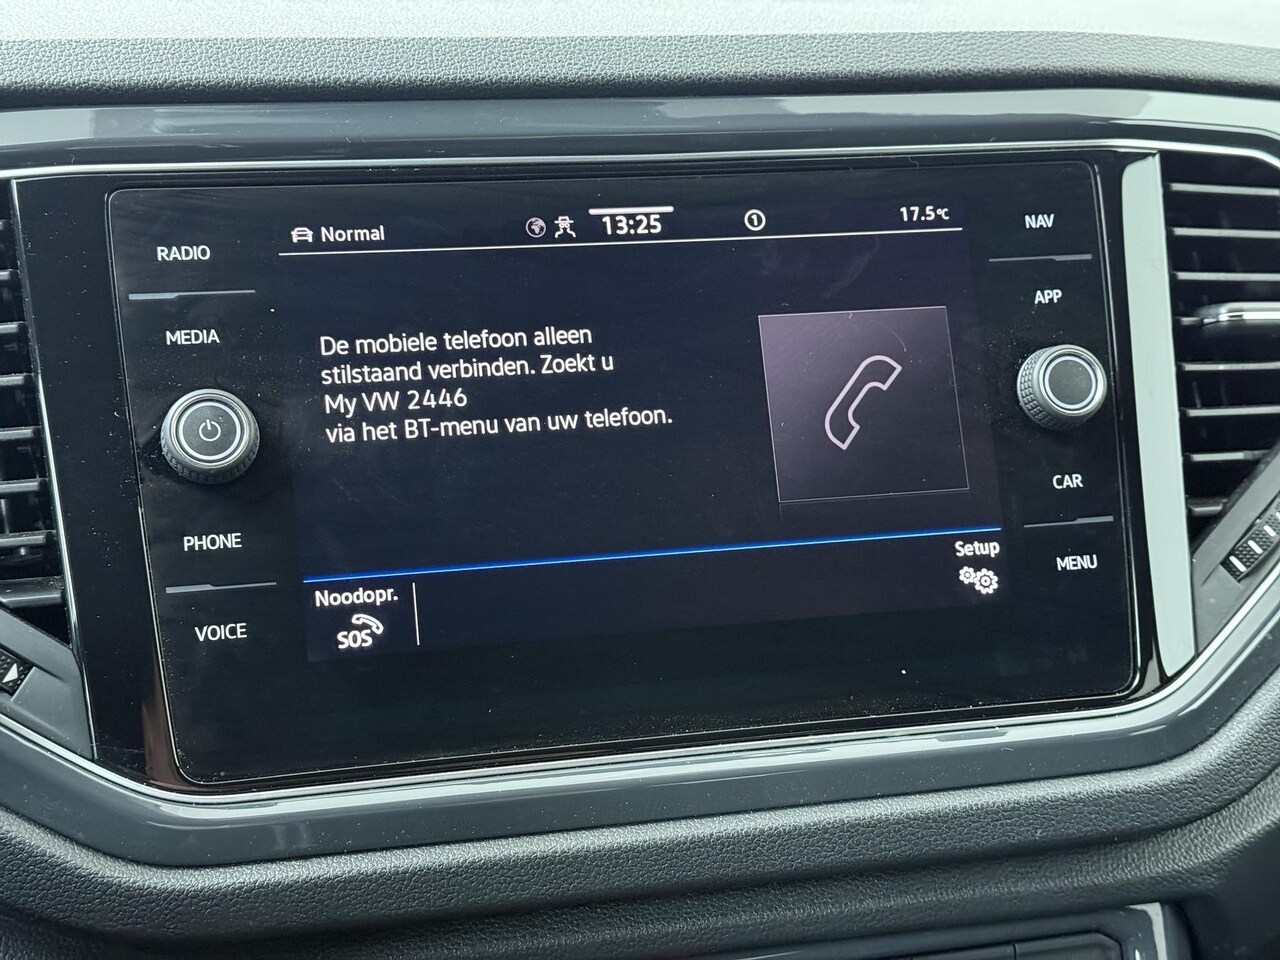 Normal 13:25 1 17.5°C
RADIO
MEDIA
PHONE
VOICE
De mobiele telefoon alleen
stilstaand verbinden. Zoekt u
My VW 2446
via het BT-menu van uw telefoon.
Noodopr.
SOS
Setup
NAV
APP
CAR
MENU